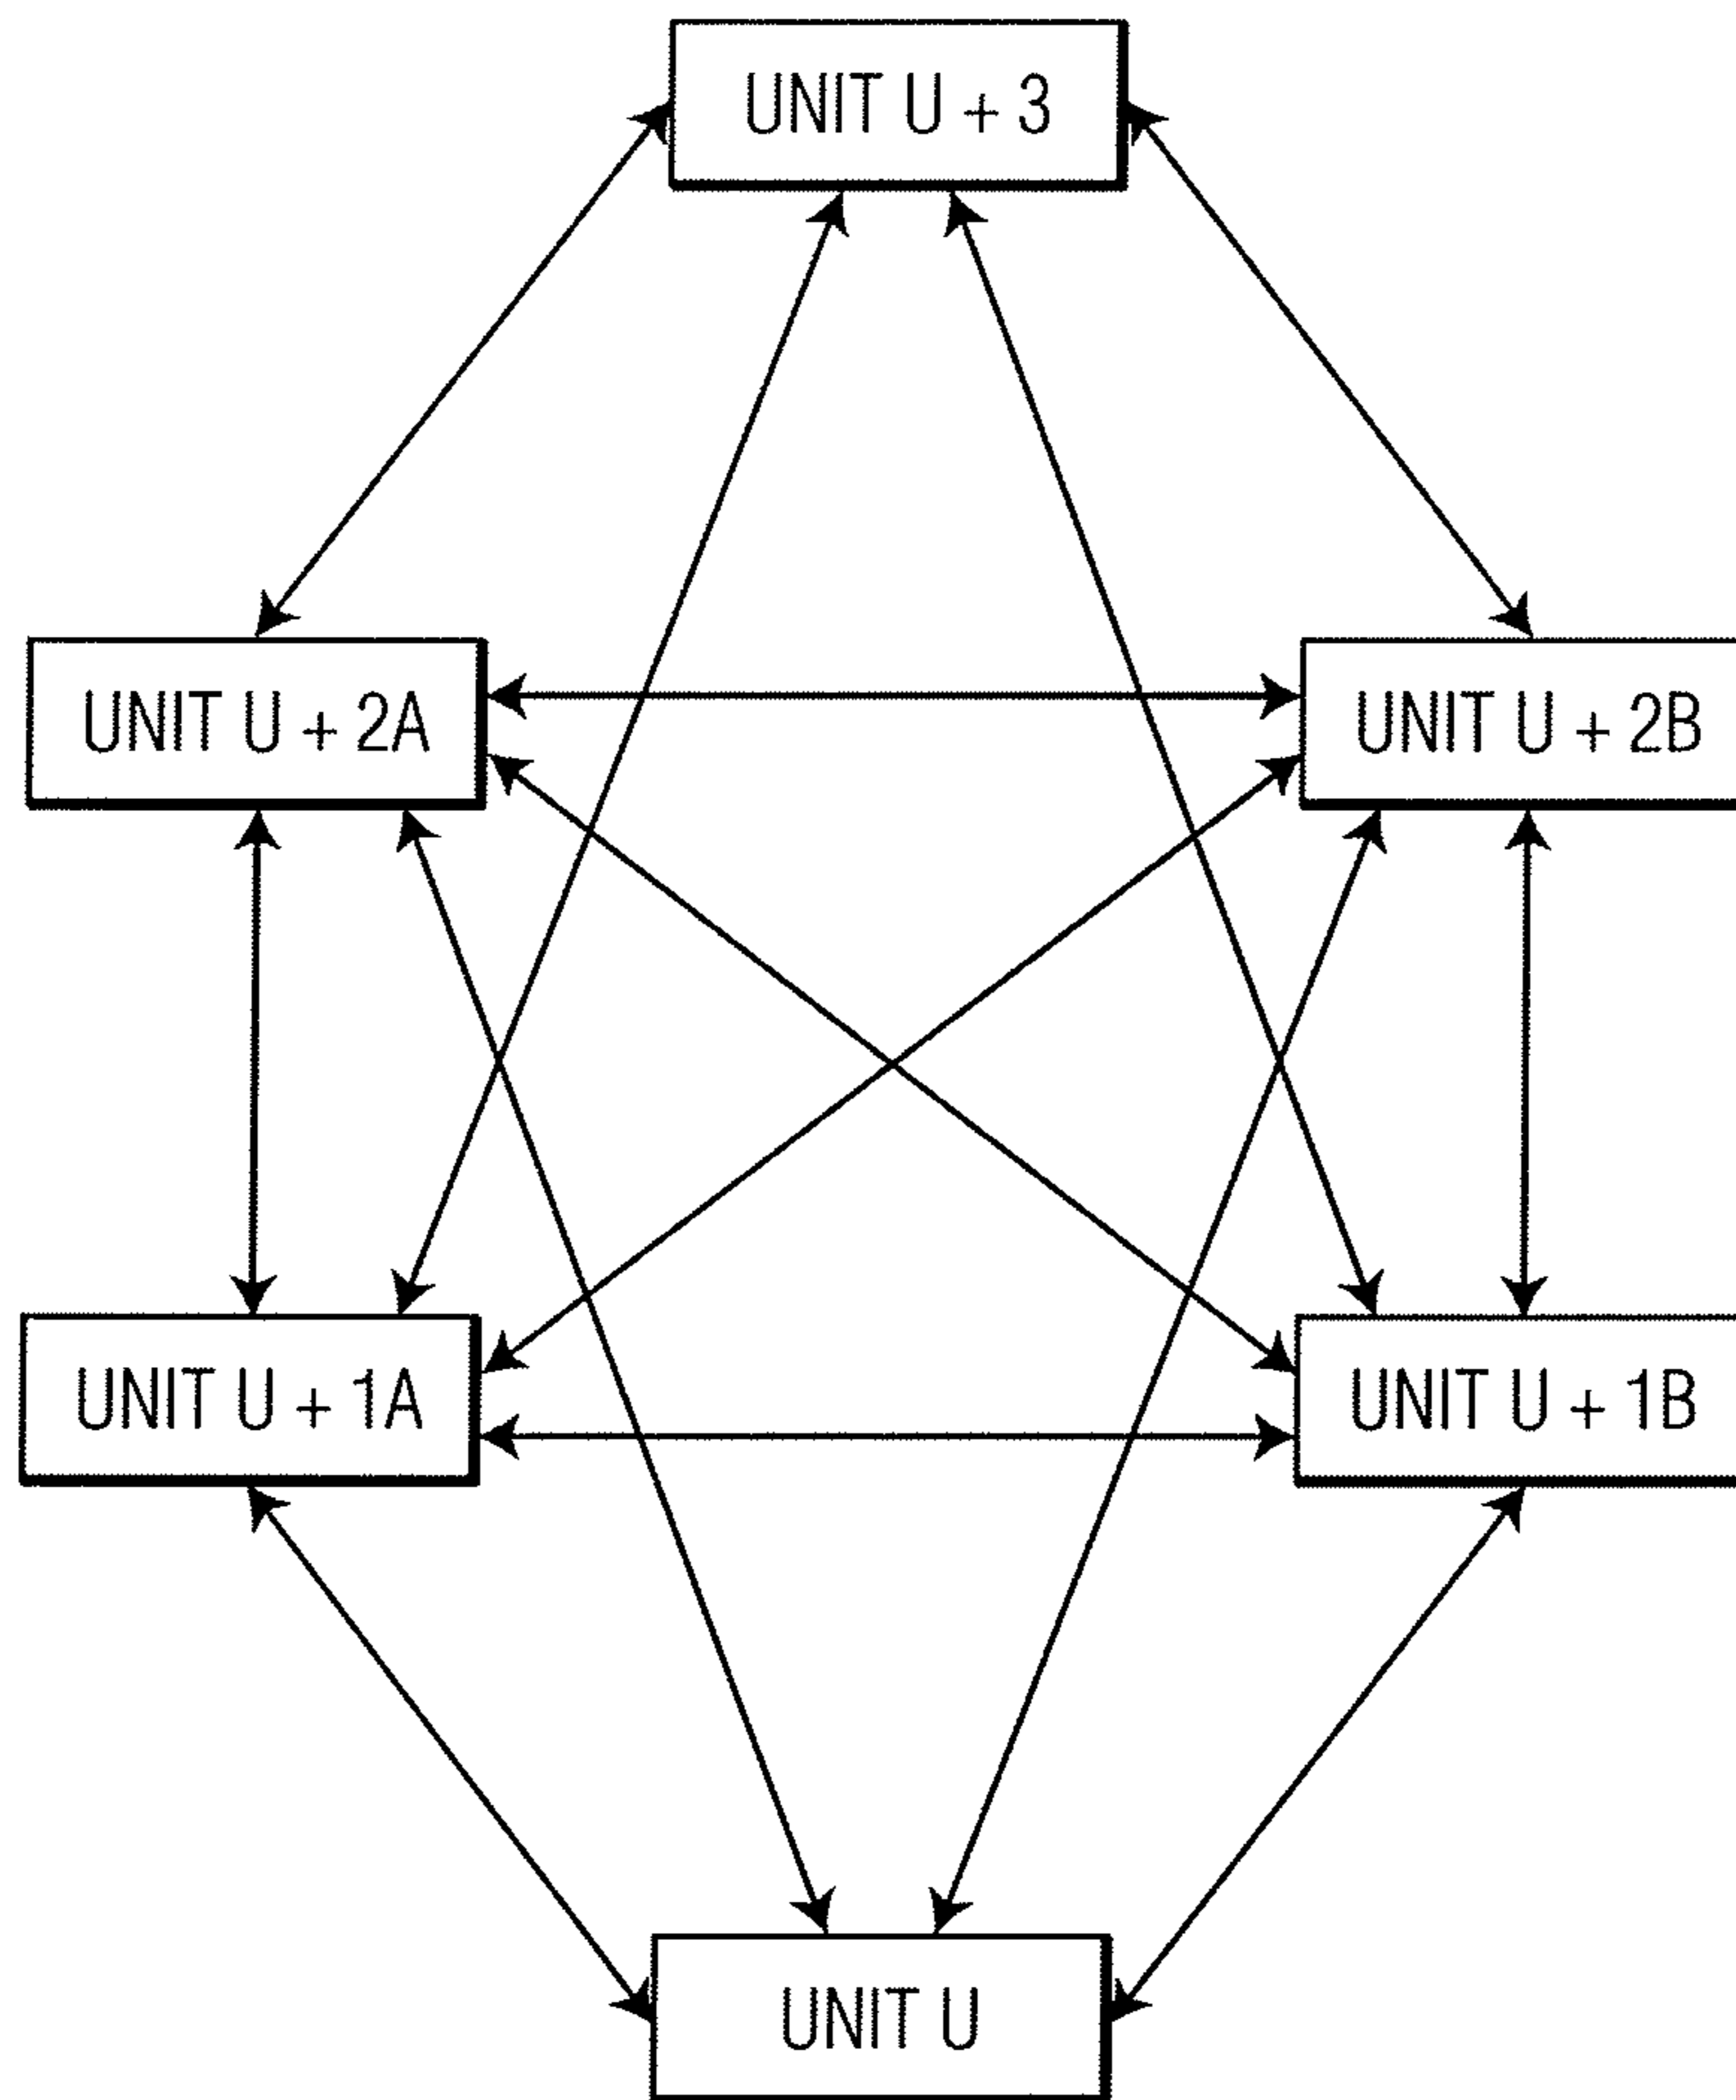 UNIT U + 3
UNIT U + 2A
UNIT U + 2B
UNIT U + 1A
UNIT U + 1B
UNIT U